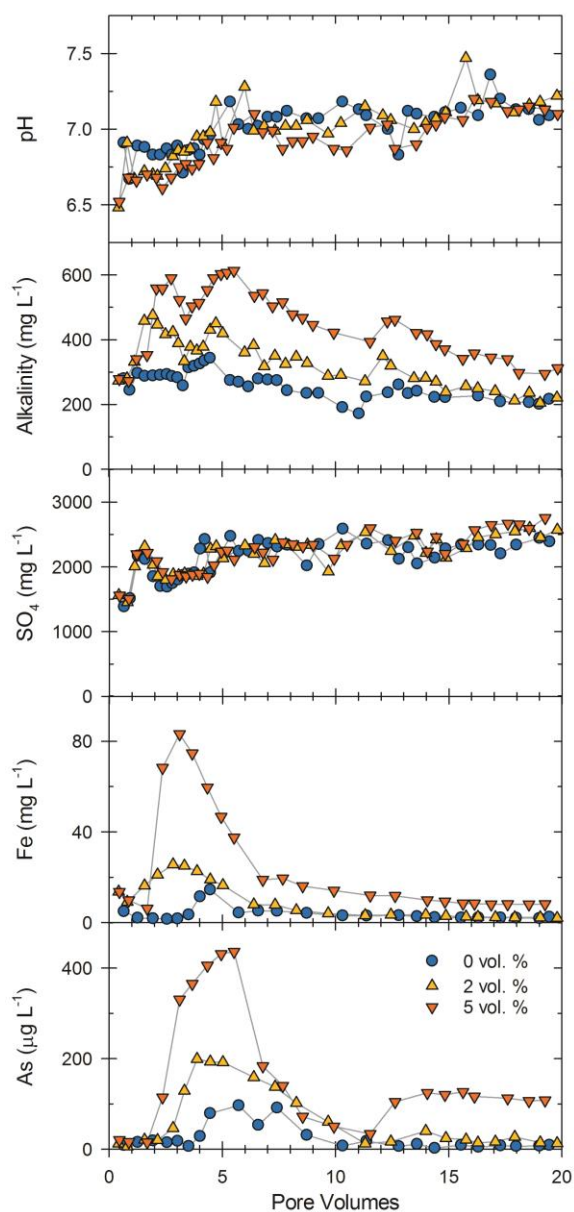 7.5
7.0
6.5
pH
600
400
200
0
Alkalinity (mg L⁻¹)
3000
2000
1000
0
SO₄ (mg L⁻¹)
80
40
0
Fe (mg L⁻¹)
0 vol. %
2 vol. %
5 vol. %
400
200
0
As (µg L⁻¹)
0 5 10 15 20
Pore Volumes